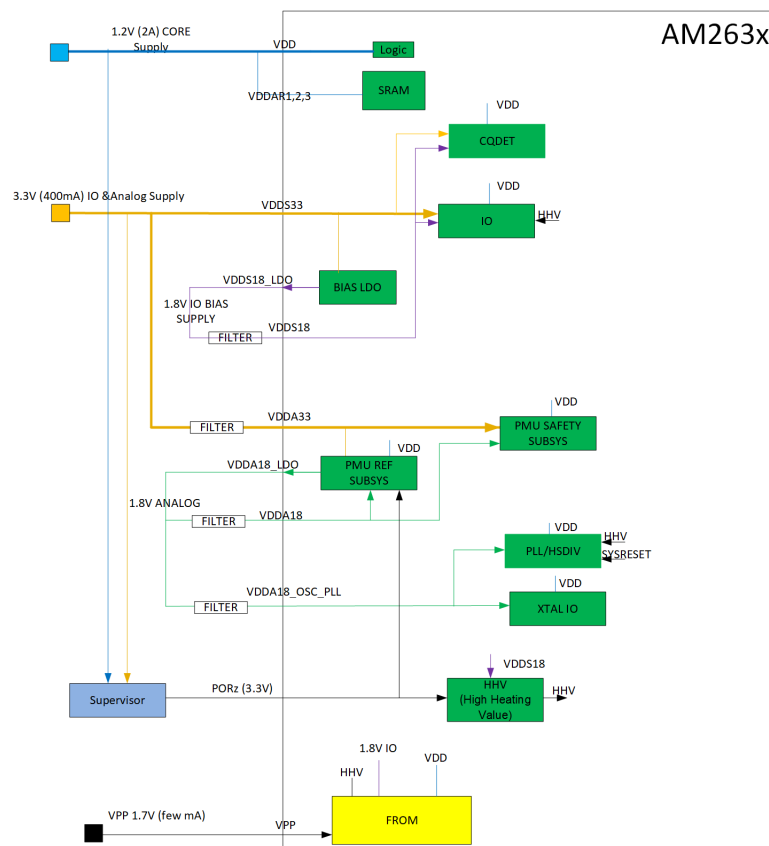 AM263x
1.2V (2A) CORE
Supply
VDD
Logic
SRAM
VDDAR1,2,3
VDD
CQDET
3.3V (400mA) IO &Analog Supply
VDDS33
VDD
IO
HHV
VDDS18_LDO
BIAS LDO
1.8V IO BIAS
SUPPLY
FILTER
VDDS18
VDD
FILTER
VDDA33
PMU SAFETY
SUBSYS
VDD
VDDA18_LDO
PMU REF
SUBSYS
1.8V ANALOG
FILTER
VDDA18
VDD
HHV
PLL/HSDIV
SYSRESET
VDD
VDDA18_OSC_PLL
FILTER
XTAL IO
VDDS18
Supervisor
PORz (3.3V)
HHV
(High Heating
Value)
HHV
1.8V IO
HHV
VDD
VPP 1.7V (few mA)
VPP
FROM